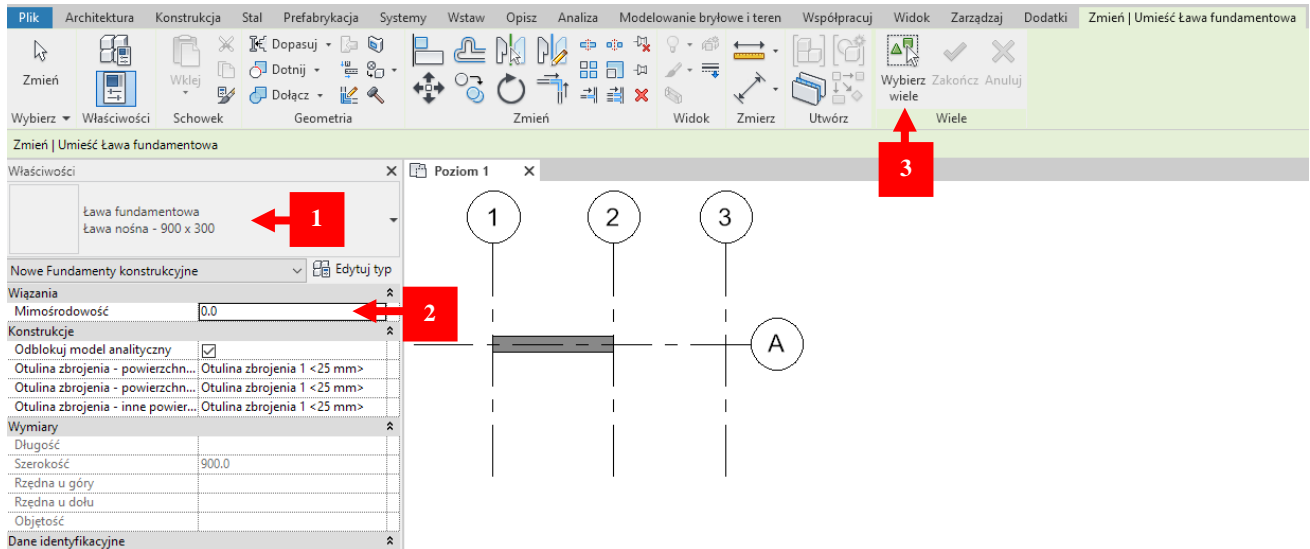 Plik Architektura Konstrukcja Stal Prefabrykacja Systemy Wstaw Opisz Analiza Modelowanie bryłowe i teren Współpracuj Widok Zarządzaj Dodatki Zmień | Umieść Ława fundamentowa
Zmień
Wklej
Dopasuj
Dotnij
Dołącz
Wybierz wiele
Zakończ Anuluj
Wybierz Właściwości Schowek Geometria Zmień Widok Zmierz Utwórz Wiele
Zmień | Umieść Ława fundamentowa
3
Właściwości
Poziom 1
Ława fundamentowa
Ława nośna - 900 x 300
1
1 2 3
Nowe Fundamenty konstrukcyjne Edytuj typ
Wiązania
Mimośrodowość 0.0
2
Konstrukcje
A
Odblokuj model analityczny
Otulina zbrojenia - powierzchn... Otulina zbrojenia 1 <25 mm>
Otulina zbrojenia - powierzchn... Otulina zbrojenia 1 <25 mm>
Otulina zbrojenia - inne powier... Otulina zbrojenia 1 <25 mm>
Wymiary
Długość
Szerokość 900.0
Rzędna u góry
Rzędna u dołu
Objętość
Dane identyfikacyjne